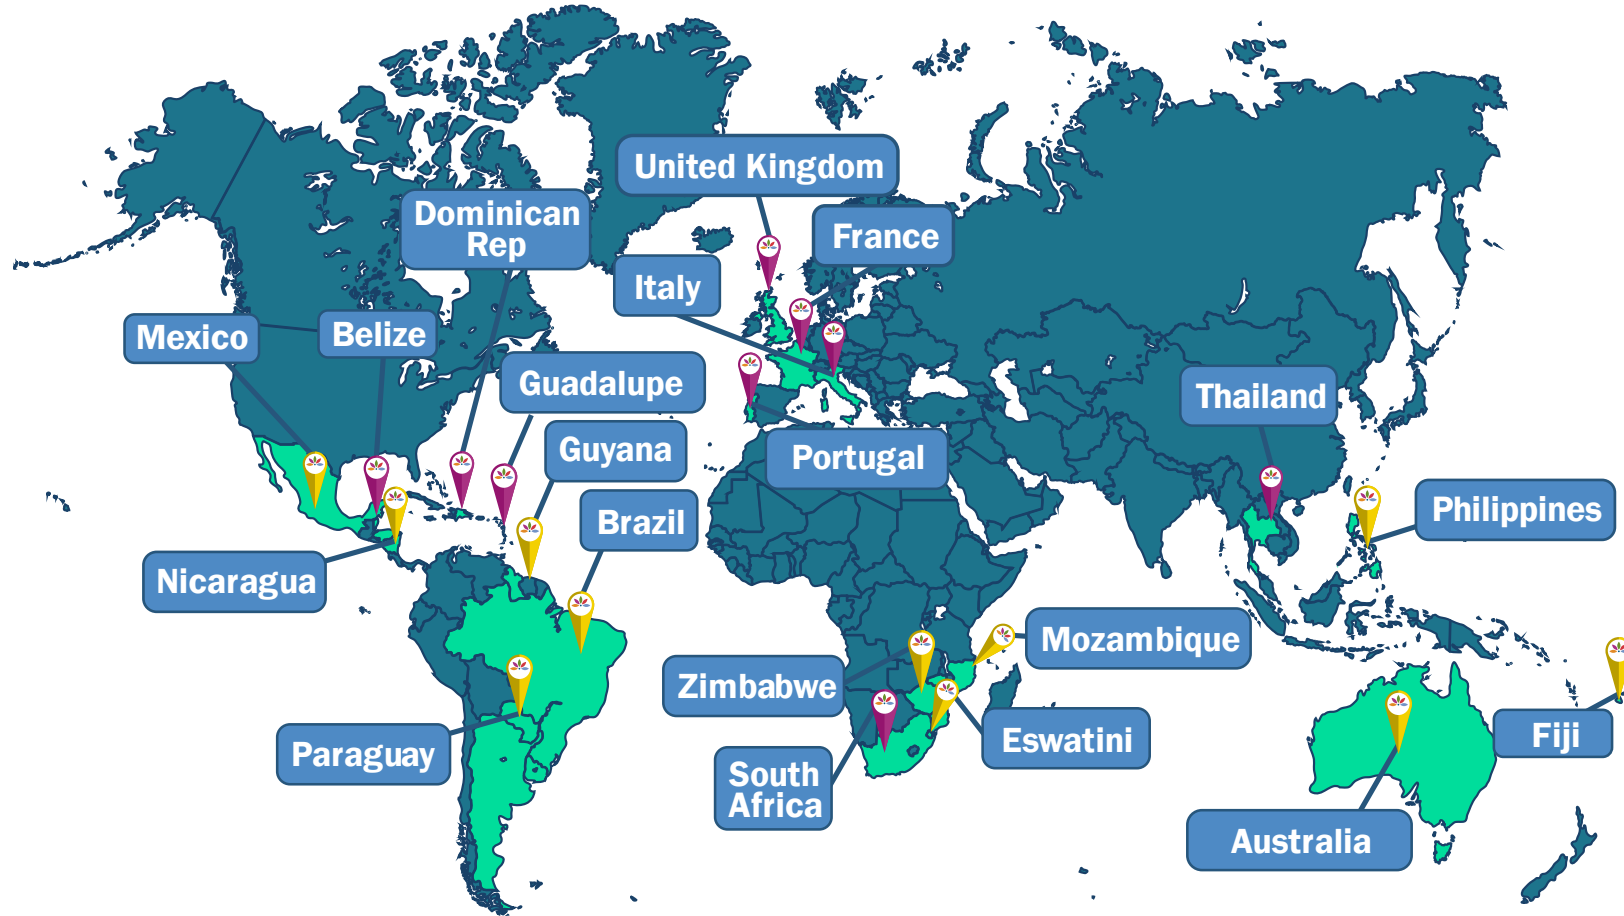 United Kingdom
Dominican
Rep
France
Italy
Mexico
Belize
Guadalupe
Thailand
Guyana
Portugal
Brazil
Philippines
Nicaragua
Mozambique
Zimbabwe
Paraguay
Eswatini
Fiji
South
Africa
Australia